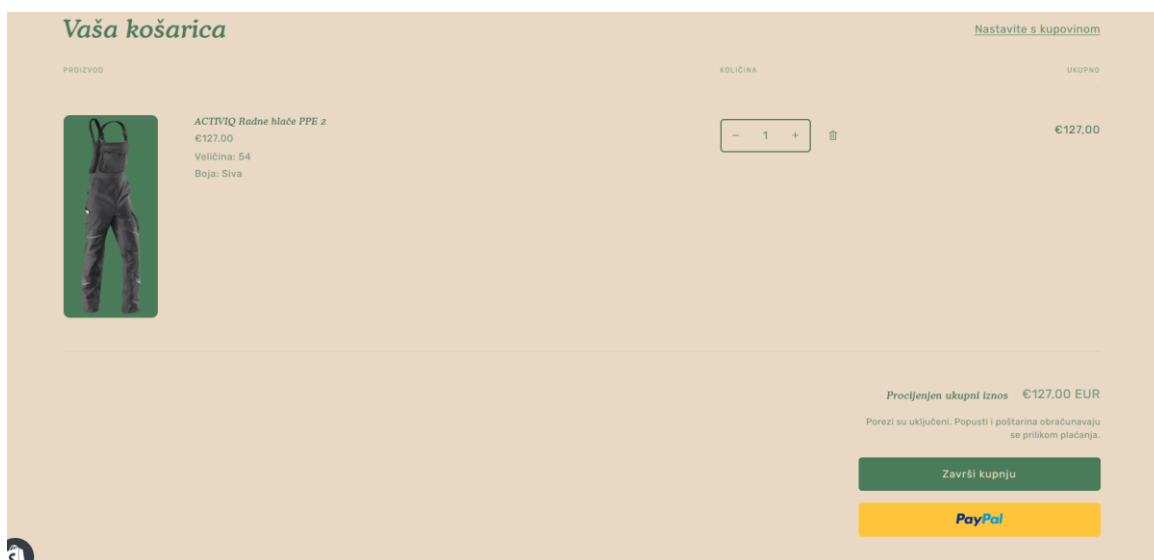 Vaša košarica
Nastavite s kupovinom
PROIZVOD
KOLIČINA
UKUPNO
ACTIVIQ Radne hlače PPE 2
€127,00
Veličina: 54
Boja: Siva
− 1 +
€127,00
Procijenjen ukupni iznos €127,00 EUR
Porezi su uključeni. Popusti i poštarina obračunavaju
se prilikom plaćanja.
Završi kupnju
PayPal